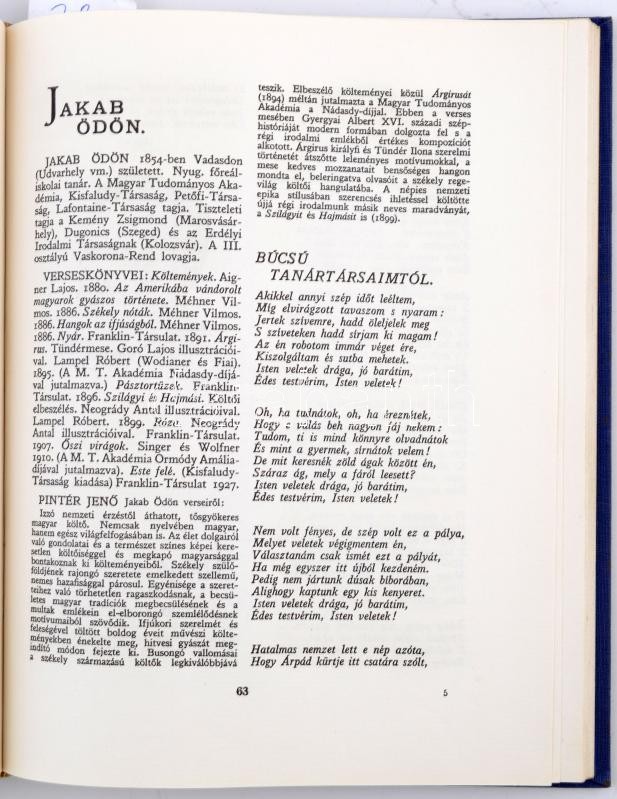 JAKAB
ÖDÖN.
JAKAB ÖDÖN 1854-ben Vadasdon
(Udvarhely vm.) született. Nyug. főreál-
iskolai tanár. A Magyar Tudományos Aka-
démia, Kisfaludy-Társaság, Petőfi-Társa-
ság, Lafontaine-Társaság tagja. Tiszteleti
tagja a Kemény Zsigmond (Marosvásár-
hely), Dugonics (Szeged) és az Erdélyi
Irodalmi Társaságnak (Kolozsvár). A III.
osztályú Vaskorona-Rend lovagja.
VERSESKÖNYVEI: Költemények. Aig-
ner Lajos. 1880. Az Amerikába vándorolt
magyarok gyászos története. Méhner Vil-
mos. 1886. Székely nóták. Méhner Vilmos.
1886. Hangok az ifjúságból. Méhner Vilmos.
1886. Nyár. Franklin-Társulat. 1891. Árgi-
rus. Tündérmese. Goró Lajos illusztrációi-
val. Lampel Róbert (Wodianer és Fiai).
1895. (A M. T. Akadémia Nádasdy-díjá-
val jutalmazva.) Pásztortüzek. Franklin-
Társulat. 1896. Szilágyi és Hajmási. Költői
elbeszélés. Neogrády Antal illusztrációival.
Lampel Róbert. 1899. Róza. Neogrády
Antal illusztrációival. Franklin-Társulat.
1907. Őszi virágok. Singer és Wolfner
1910. (A M. T. Akadémia Ormódy Amália-
díjával jutalmazva). Este felé. (Kisfaludy-
Társaság kiadása) Franklin-Társulat 1927.
PINTÉR JENŐ Jakab Ödön verseiről:
Izzó nemzeti érzéstől áthatott, tősgyökeres
magyar költő. Nemcsak nyelvében magyar,
hanem egész világfelfogásában is. Az élet dolgairól
való gondolatai és a természet színes képei kere-
setlen költőiséggel és megkapó magyarsággal
bontakoznak ki költeményeiből. Székely szülő-
földjének rajongó szeretete emelkedett szellemű,
nemes hazafisággal párosul. Egyénisége a szeret-
teihez való törhetetlen ragaszkodásnak, a becsü-
letes magyar tradíciók megbecsülésének és a
multak emlékein el-elborongó szemlélődésnek
motívumaiból szövődik. Ifjúkori szerelmét és
feleségével töltött boldog éveit művészi költe-
ményekben énekelte meg, hitvesi gyászát meg-
indító módon fejezte ki. Busongó vallomásai
a székely származású költők legkiválóbbjává
teszik. Elbeszélő költeményei közül Árgirusát
(1894) méltán jutalmazta a Magyar Tudományos
Akadémia a Nádasdy-díjjal. Ebben a verses
mesében Gyergyai Albert XVI. századi szép-
históriáját modern formában dolgozta fel s a
régi irodalmi emlékből értékes kompozíciót
alkotott. Árgirus királyfi és Tündér Ilona szerelmi
történetét átszőtte leleményes motívumokkal, a
mese kedves mozzanatait bensőséges hangon
mondta el, beleringatva olvasóit a székely rege-
világ költői hangulatába. A népies nemzeti
epika stílusában szerencsés ihletéssel költötte
újjá régi irodalmunk másik neves maradványát,
a Szilágyit és Hajmásit is (1899).
BÚCSÚ
TANÁRTÁRSAIMTÓL.
Akikkel annyi szép időt leéltem,
Míg elvirágzott tavaszom s nyaram:
Jertek szivemre, hadd öleljelek meg
S sziveteken hadd sirjam ki magam!
Az én robotom immár véget ére,
Kiszolgáltam és sutba mehetek.
Isten veletek drága, jó barátim,
Édes testvérim, Isten veletek!
Oh, ha tudnátok, oh, ha éreznétek,
Hogy a válás beh nagyon fáj nekem:
Tudom, ti is mind könnyre olvadnátok
És mint a gyermek, sirnátok velem!
De mit keresnék zöld ágak között én,
Száraz ág, mely a fáról leesett?
Isten veletek drága, jó barátim,
Édes testvérim, Isten veletek!
Nem volt fényes, de szép volt ez a pálya,
Melyet veletek végigmentem én,
Választanám csak ismét ezt a pályát,
Ha még egyszer itt újból kezdeném.
Pedig nem jártunk dúsak bíborában,
Alighogy kaptunk egy kis kenyeret.
Isten veletek drága, jó barátim,
Édes testvérim, Isten veletek!
Hatalmas nemzet lett e nép azóta,
Hogy Árpád kürtje itt csatára szólt,
63
5